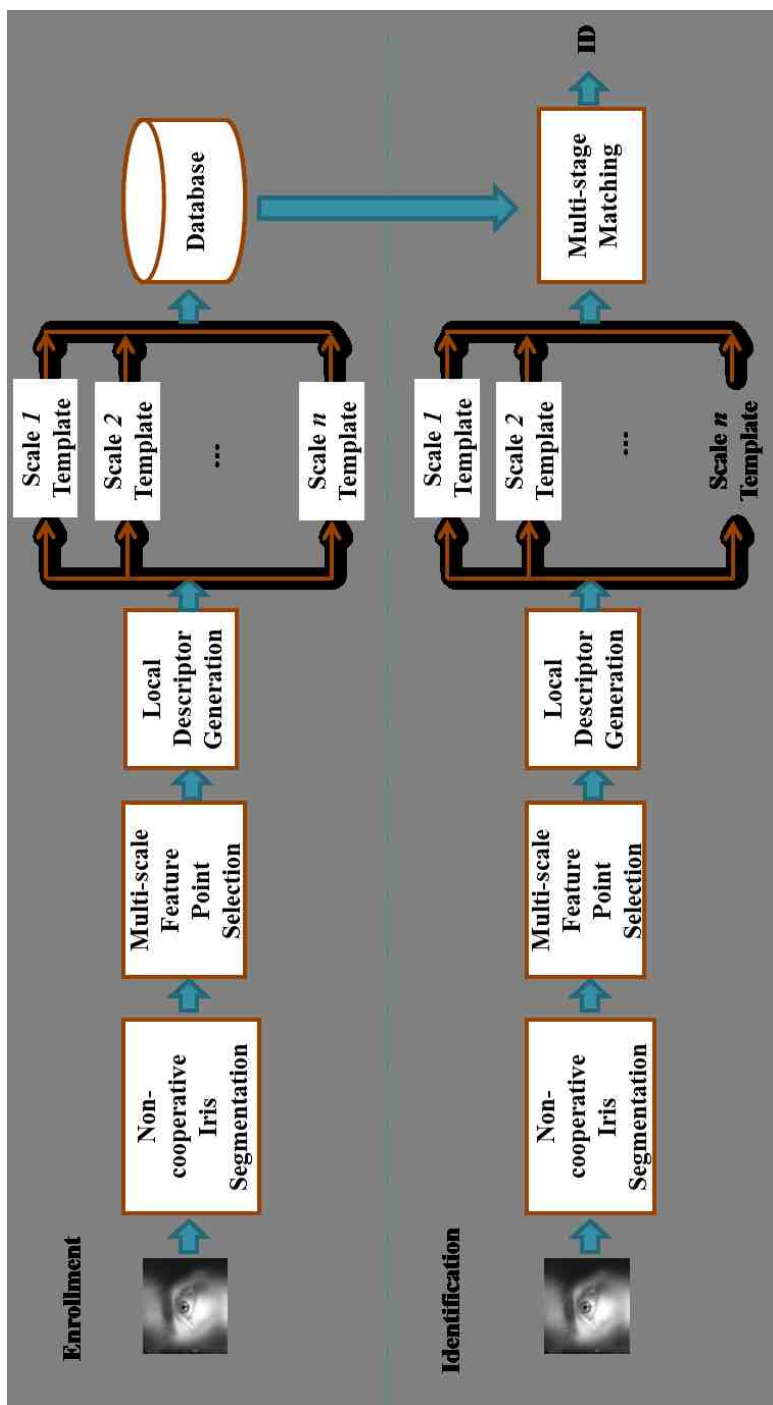 Enrollment
Non-
cooperative
Iris
Segmentation
Multi-scale
Feature
Point
Selection
Local
Descriptor
Generation
Scale 1
Template
Scale 2
Template
...
Scale n
Template
Database
Identification
Non-
cooperative
Iris
Segmentation
Multi-scale
Feature
Point
Selection
Local
Descriptor
Generation
Scale 1
Template
Scale 2
Template
...
Scale n
Template
Multi-stage
Matching
ID